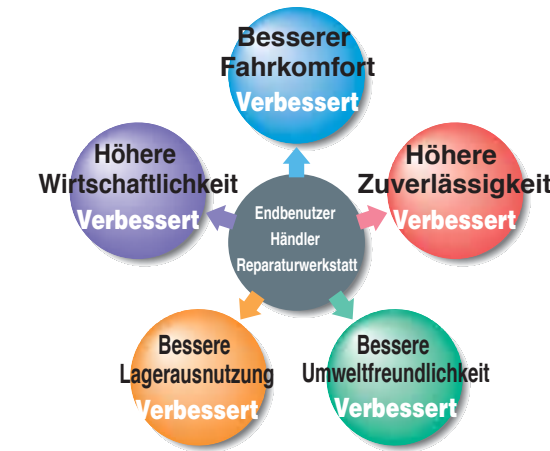 Besserer
Fahrkomfort
Verbessert
Höhere
Wirtschaftlichkeit
Verbessert
Höhere
Zuverlässigkeit
Verbessert
Endbenutzer
Händler
Reparaturwerkstatt
Bessere
Lagerausnutzung
Verbessert
Bessere
Umweltfreundlichkeit
Verbessert